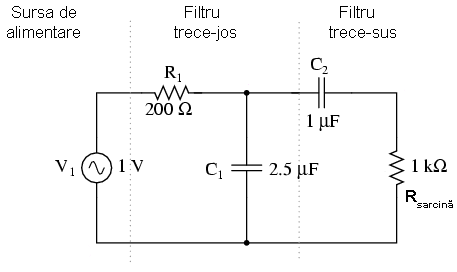 Sursa de
alimentare
Filtru
trece-jos
Filtru
trece-sus
R1
200 Ω
C2
1 μF
V1
1 V
C1
2.5 μF
1 kΩ
Rsarcină